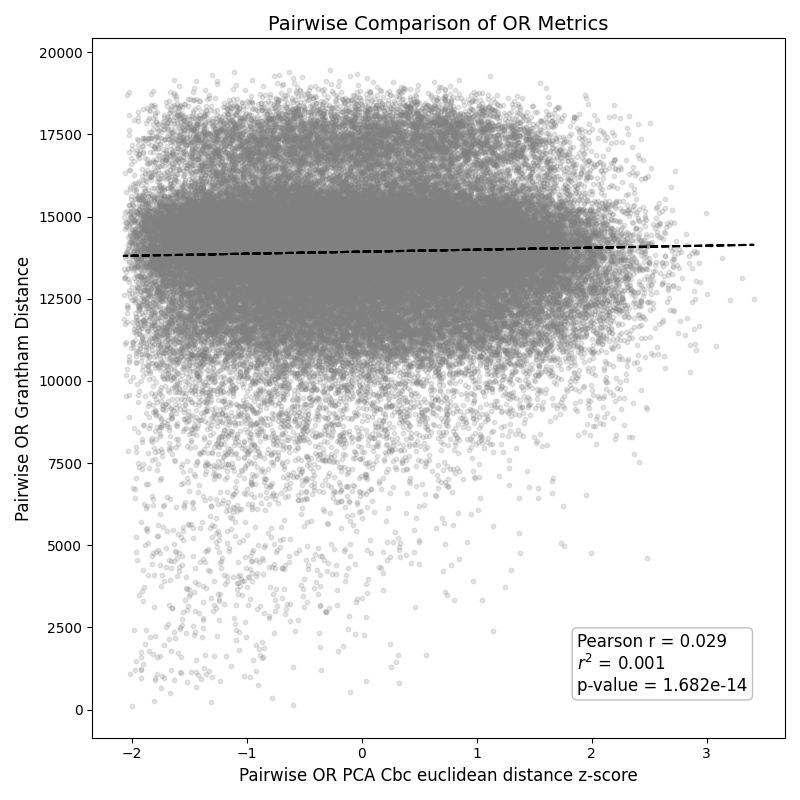 Pairwise Comparison of OR Metrics
20000
17500
15000
12500
10000
7500
5000
2500
0
Pairwise OR Grantham Distance
Pearson r = 0.029
r² = 0.001
p-value = 1.682e-14
−2
−1
0
1
2
3
Pairwise OR PCA Cbc euclidean distance z-score